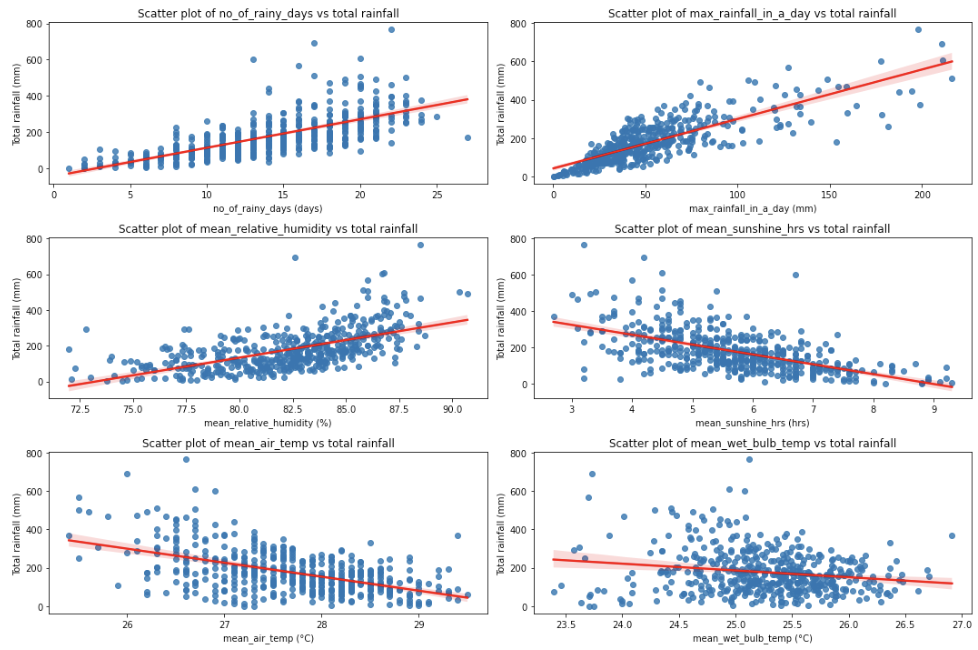 Scatter plot of no_of_rainy_days vs total rainfall
Total rainfall (mm)
800
600
400
200
0
0 5 10 15 20 25
no_of_rainy_days (days)
Scatter plot of max_rainfall_in_a_day vs total rainfall
Total rainfall (mm)
800
600
400
200
0
0 50 100 150 200
max_rainfall_in_a_day (mm)
Scatter plot of mean_relative_humidity vs total rainfall
Total rainfall (mm)
800
600
400
200
0
72.5 75.0 77.5 80.0 82.5 85.0 87.5 90.0
mean_relative_humidity (%)
Scatter plot of mean_sunshine_hrs vs total rainfall
Total rainfall (mm)
800
600
400
200
0
3 4 5 6 7 8 9
mean_sunshine_hrs (hrs)
Scatter plot of mean_air_temp vs total rainfall
Total rainfall (mm)
800
600
400
200
0
26 27 28 29
mean_air_temp (°C)
Scatter plot of mean_wet_bulb_temp vs total rainfall
Total rainfall (mm)
800
600
400
200
0
23.5 24.0 24.5 25.0 25.5 26.0 26.5 27.0
mean_wet_bulb_temp (°C)